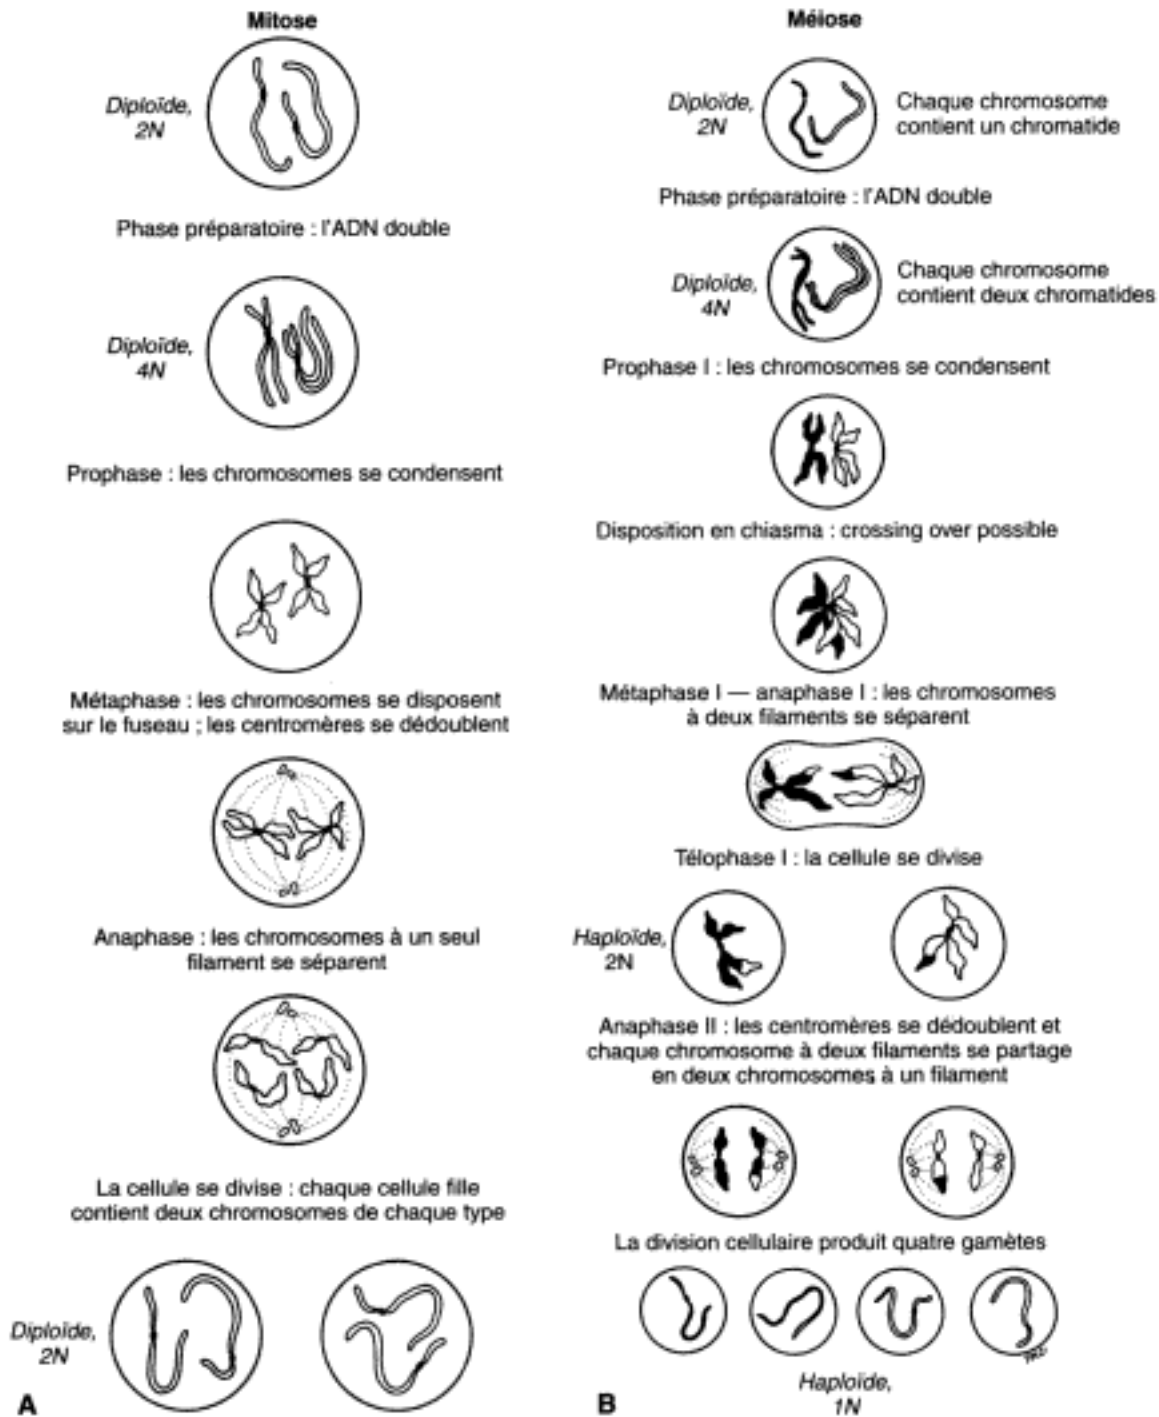 Mitose
Diploïde,
2N
Phase préparatoire : l'ADN double
Diploïde,
4N
Prophase : les chromosomes se condensent
Métaphase : les chromosomes se disposent
sur le fuseau ; les centromères se dédoublent
Anaphase : les chromosomes à un seul
filament se séparent
La cellule se divise : chaque cellule fille
contient deux chromosomes de chaque type
Diploïde,
2N
A
Méiose
Diploïde,
2N
Chaque chromosome
contient un chromatide
Phase préparatoire : l'ADN double
Diploïde,
4N
Chaque chromosome
contient deux chromatides
Prophase I : les chromosomes se condensent
Disposition en chiasma : crossing over possible
Métaphase I — anaphase I : les chromosomes
à deux filaments se séparent
Télophase I : la cellule se divise
Haploïde,
2N
Anaphase II : les centromères se dédoublent et
chaque chromosome à deux filaments se partage
en deux chromosomes à un filament
La division cellulaire produit quatre gamètes
Haploïde,
1N
B